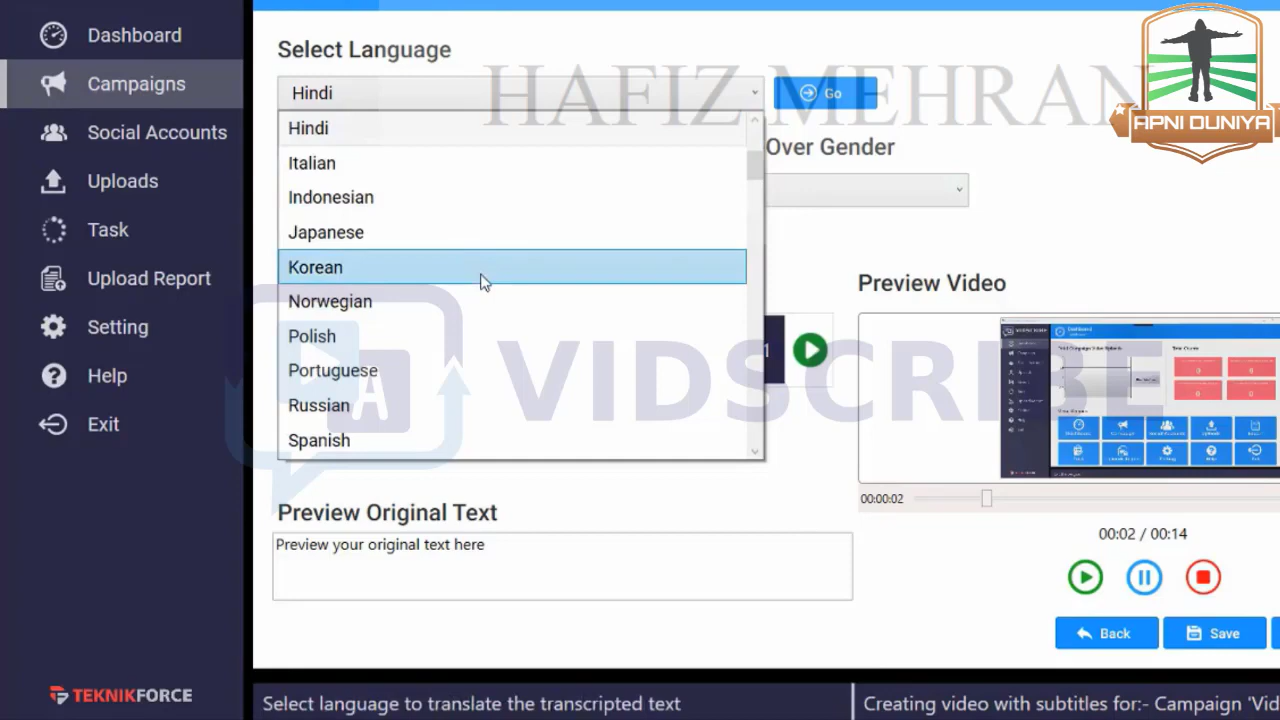 Dashboard
Campaigns
Social Accounts
Uploads
Task
Upload Report
Setting
Help
Exit
TEKNIKFORCE
Select Language
Hindi
Go
HAFIZ MEHRAN
APNI DUNIYA
Over Gender
Hindi
Italian
Indonesian
Japanese
Korean
Norwegian
Polish
Portuguese
Russian
Spanish
VIDSCRIBE
A
Preview Video
00:00:02
00:02 / 00:14
Preview Original Text
Preview your original text here
Back
Save
Select language to translate the transcripted text
Creating video with subtitles for:- Campaign 'Vid